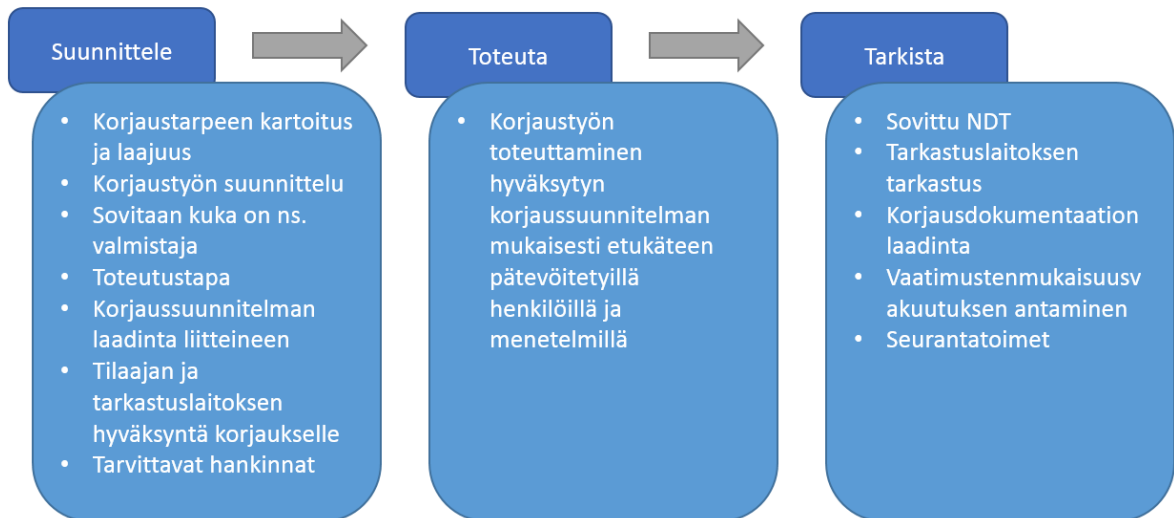 Suunnittele
• Korjaustarpeen kartoitus
ja laajuus
• Korjaustyön suunnittelu
• Sovitaan kuka on ns.
valmistaja
• Toteutustapa
• Korjaussuunnitelman
laadinta liitteineen
• Tilaajan ja
tarkastuslaitoksen
hyväksyntä korjaukselle
• Tarvittavat hankinnat
Toteuta
• Korjaustyön
toteuttaminen
hyväksytyn
korjaussuunnitelman
mukaisesti etukäteen
pätevöitetyillä
henkilöillä ja
menetelmillä
Tarkista
• Sovittu NDT
• Tarkastuslaitoksen
tarkastus
• Korjausdokumentaation
laadinta
• Vaatimustenmukaisuusv
akuutuksen antaminen
• Seurantatoimet